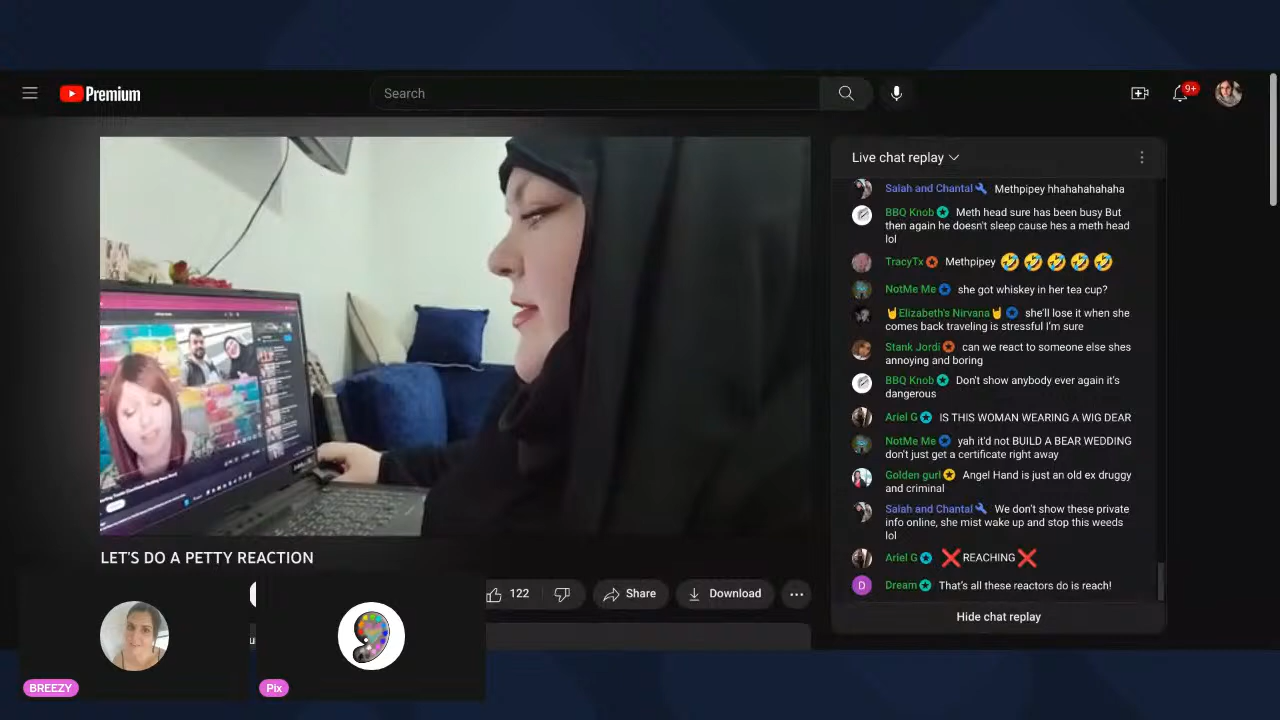 Premium
Search
9+
Live chat replay
Salah and Chantal Methpipey hhahahahahaha
BBQ Knob Meth head sure has been busy But
then again he doesn't sleep cause hes a meth head
lol
TracyTx Methpipey 🤣🤣🤣🤣🤣
NotMe Me she got whiskey in her tea cup?
🤘Elizabeth's Nirvana🤘 she'll lose it when she
comes back traveling is stressful I'm sure
Stank Jordi can we react to someone else shes
annoying and boring
BBQ Knob Don't show anybody ever again it's
dangerous
Ariel G IS THIS WOMAN WEARING A WIG DEAR
NotMe Me yah it'd not BUILD A BEAR WEDDING
don't just get a certificate right away
Golden gurl Angel Hand is just an old ex druggy
and criminal
Salah and Chantal We don't show these private
info online, she mist wake up and stop this weeds
lol
Ariel G ❌ REACHING ❌
D Dream That's all these reactors do is reach!
Hide chat replay
LET'S DO A PETTY REACTION
122 Share Download
BREEZY
Pix